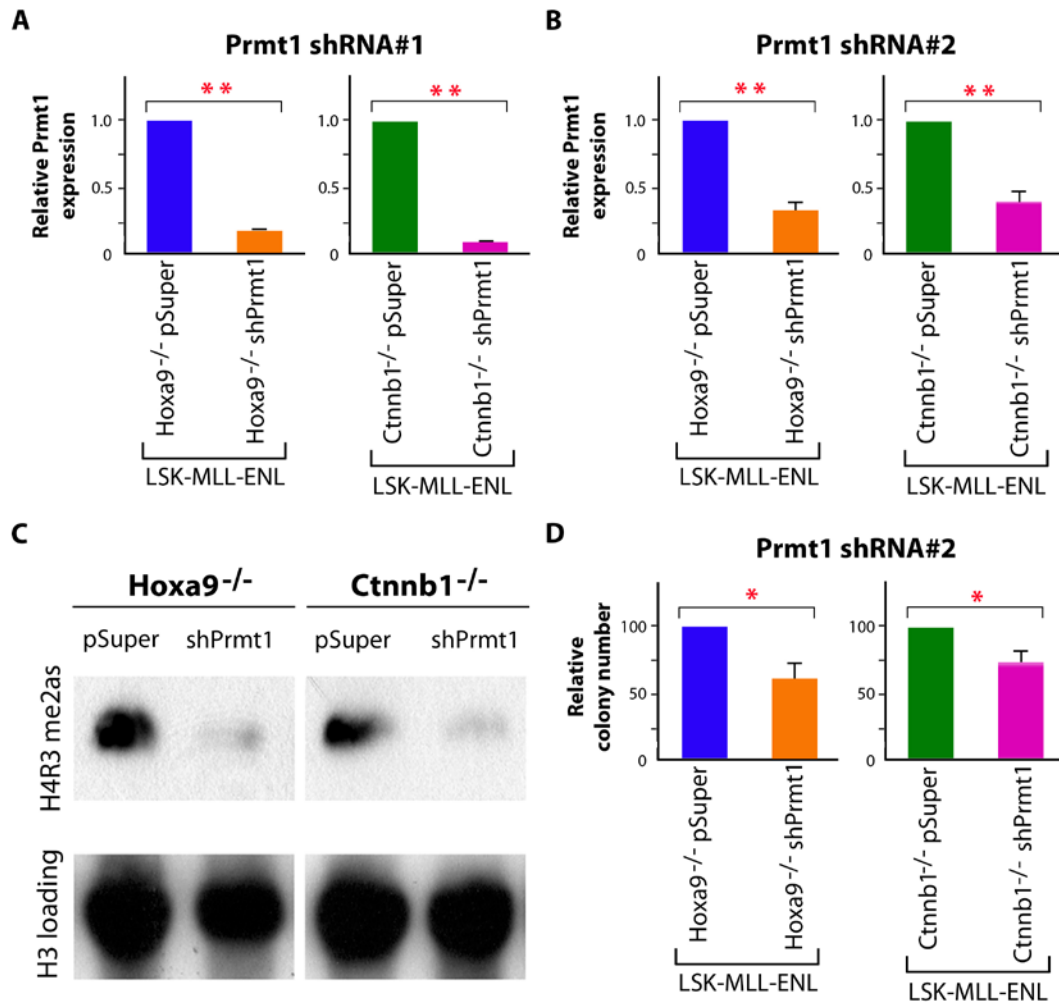 A
Prmt1 shRNA#1
Relative Prmt1
expression
1.0
0.5
0
**
Hoxa9-/- pSuper
Hoxa9-/- shPrmt1
LSK-MLL-ENL
1.0
0.5
0
**
Ctnnb1-/- pSuper
Ctnnb1-/- shPrmt1
LSK-MLL-ENL
B
Prmt1 shRNA#2
Relative Prmt1
expression
1.0
0.5
0
**
Hoxa9-/- pSuper
Hoxa9-/- shPrmt1
LSK-MLL-ENL
1.0
0.5
0
**
Ctnnb1-/- pSuper
Ctnnb1-/- shPrmt1
LSK-MLL-ENL
C
Hoxa9-/- Ctnnb1-/-
pSuper shPrmt1 pSuper shPrmt1
H4R3 me2as
H3 loading
D
Prmt1 shRNA#2
Relative
colony number
100
50
0
*
Hoxa9-/- pSuper
Hoxa9-/- shPrmt1
LSK-MLL-ENL
100
50
0
*
Ctnnb1-/- pSuper
Ctnnb1-/- shPrmt1
LSK-MLL-ENL